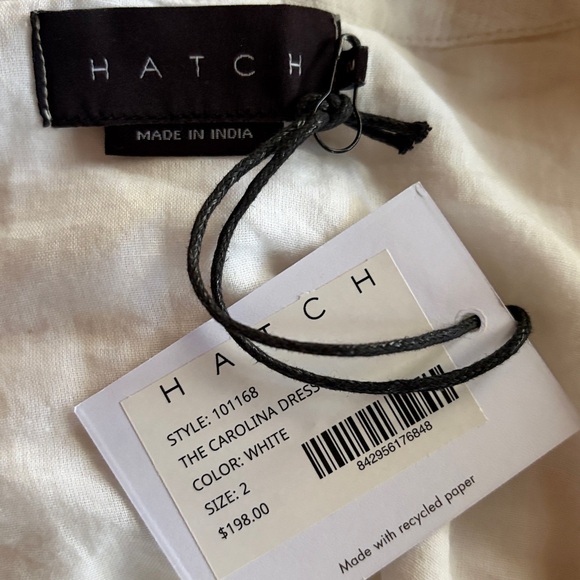 HATCH
MADE IN INDIA
HATCH
STYLE: 101168
THE CAROLINA DRESS
COLOR: WHITE
SIZE: 2
$198.00
842956176848
Made with recycled paper